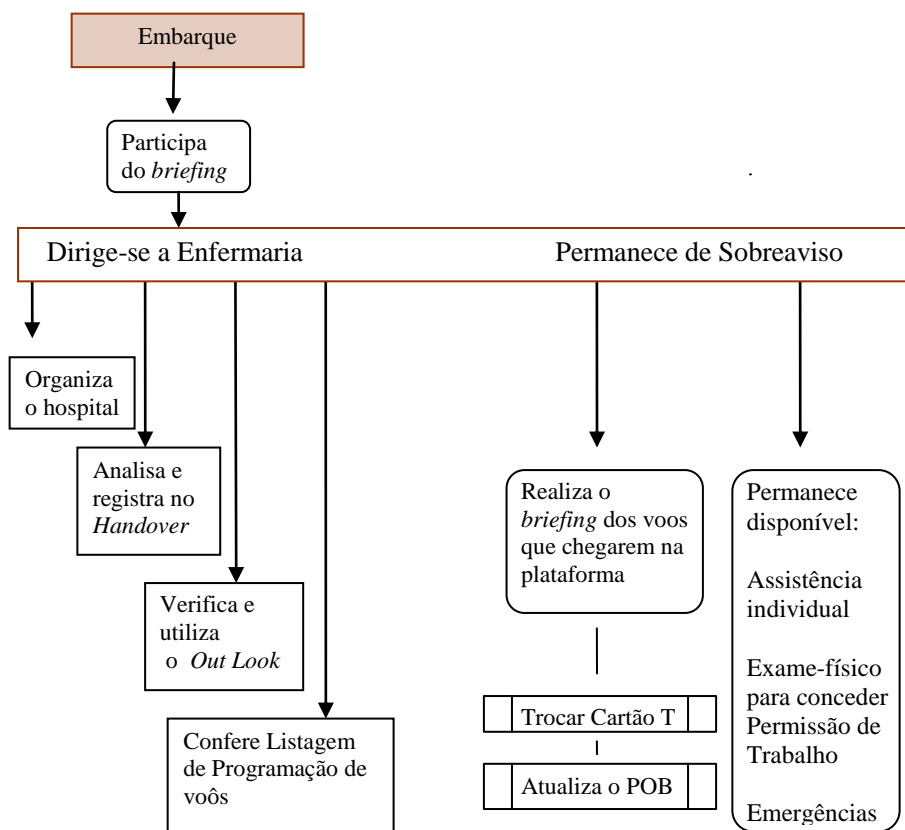 Embarque
Participa
do briefing
Dirige-se a Enfermaria
Permanece de Sobreaviso
Organiza
o hospital
Analisa e
registra no
Handover
Verifica e
utiliza
o Out Look
Confere Listagem
de Programação de
voôs
Realiza o
briefing dos voos
que chegarem na
plataforma
Trocar Cartão T
Atualiza o POB
Permanece
disponível:
Assistência
individual
Exame-físico
para conceder
Permissão de
Trabalho
Emergências